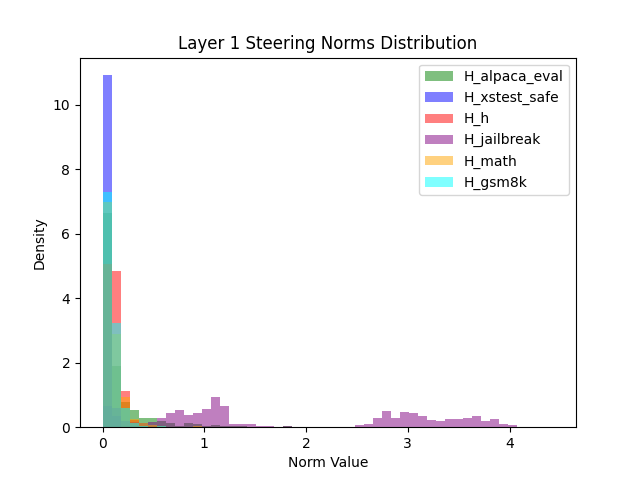 Layer 1 Steering Norms Distribution
H_alpaca_eval
H_xstest_safe
H_h
H_jailbreak
H_math
H_gsm8k
Density
10
8
6
4
2
0
0
1
2
3
4
Norm Value